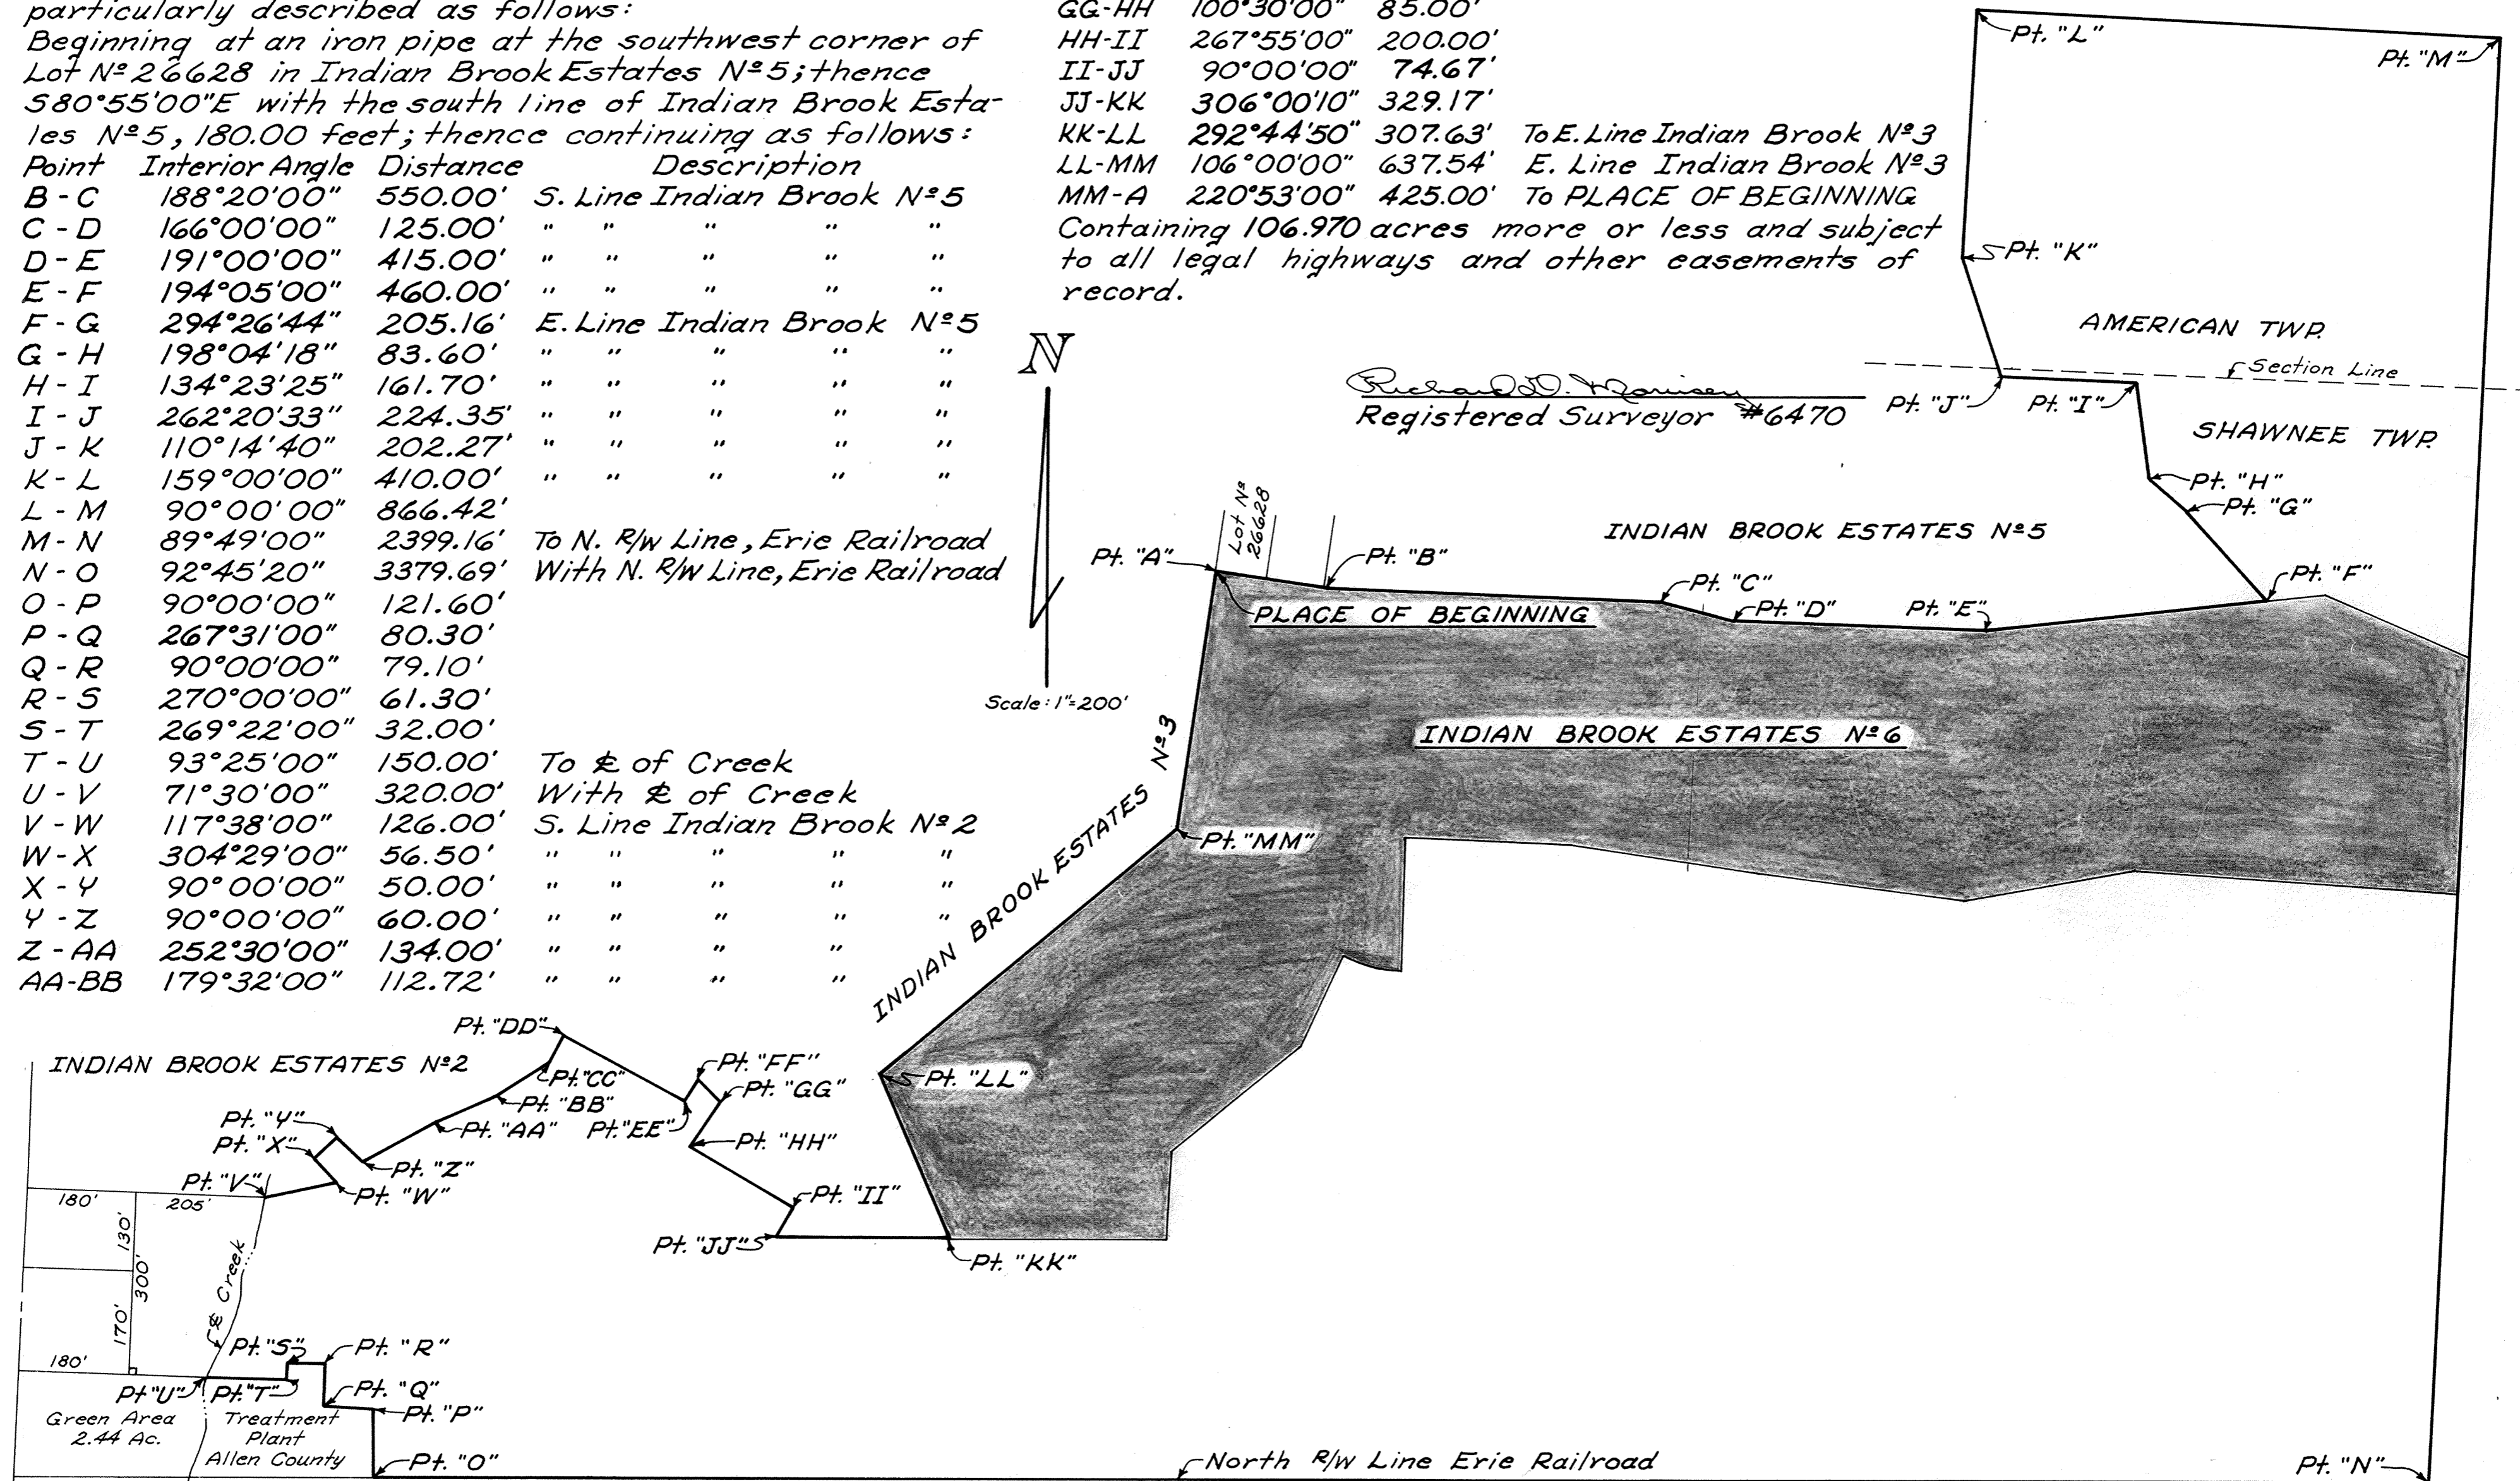 particularly described as follows:
Beginning at an iron pipe at the southwest corner of
Lot Nº 26628 in Indian Brook Estates Nº 5; thence
S80°55'00"E with the south line of Indian Brook Esta-
les Nº 5, 180.00 feet; thence continuing as follows:
Point Interior Angle Distance Description
B - C 188°20'00" 550.00' S. Line Indian Brook Nº 5
C - D 166°00'00" 125.00' " " " " "
D - E 191°00'00" 415.00' " " " " "
E - F 194°05'00" 460.00' " " " " "
F - G 294°26'44" 205.16' E. Line Indian Brook Nº 5
G - H 198°04'18" 83.60' " " " " "
H - I 134°23'25" 161.70' " " " " "
I - J 262°20'33" 224.35' " " " " "
J - K 110°14'40" 202.27' " " " " "
K - L 159°00'00" 410.00' " " " " "
L - M 90°00'00" 866.42'
M - N 89°49'00" 2399.16' To N. R/W Line, Erie Railroad
N - O 92°45'20" 3379.69' With N. R/W Line, Erie Railroad
O - P 90°00'00" 121.60'
P - Q 267°31'00" 80.30'
Q - R 90°00'00" 79.10'
R - S 270°00'00" 61.30'
S - T 269°22'00" 32.00'
T - U 93°25'00" 150.00' To ℄ of Creek
U - V 71°30'00" 320.00' With ℄ of Creek
V - W 117°38'00" 126.00' S. Line Indian Brook Nº 2
W - X 304°29'00" 56.50' " " " " "
X - Y 90°00'00" 50.00' " " " " "
Y - Z 90°00'00" 60.00' " " " " "
Z - AA 252°30'00" 134.00' " " " " "
AA-BB 179°32'00" 112.72' " " " "
GG-HH 100°30'00" 85.00'
HH-II 267°55'00" 200.00'
II-JJ 90°00'00" 74.67'
JJ-KK 306°00'10" 329.17'
KK-LL 292°44'50" 307.63' To E. Line Indian Brook Nº 3
LL-MM 106°00'00" 637.54' E. Line Indian Brook Nº 3
MM-A 220°53'00" 425.00' To PLACE OF BEGINNING
Containing 106.970 acres more or less and subject
to all legal highways and other easements of
record.
N
Scale: 1"=200'
Richard D. Morrisey
Registered Surveyor #6470
Pt. "L"
Pt. "M"
Pt. "K"
AMERICAN TWP.
Section Line
Pt. "J"
Pt. "I"
SHAWNEE TWP.
Pt. "H"
Pt. "G"
INDIAN BROOK ESTATES Nº 5
Lot Nº
26628
Pt. "A"
Pt. "B"
Pt. "C"
Pt. "D"
Pt. "E"
Pt. "F"
PLACE OF BEGINNING
INDIAN BROOK ESTATES Nº 6
INDIAN BROOK ESTATES Nº 3
Pt. "MM"
Pt. "LL"
Pt. "KK"
Pt. "DD"
INDIAN BROOK ESTATES Nº 2
Pt. "CC"
Pt. "BB"
Pt. "AA"
Pt. "EE"
Pt. "FF"
Pt. "GG"
Pt. "HH"
Pt. "II"
Pt. "JJ"
Pt. "Y"
Pt. "X"
Pt. "Z"
Pt. "V"
Pt. "W"
180'
205'
130'
300'
170'
℄ Creek
180'
Pt. "S"
Pt. "R"
Pt. "U"
Pt. "T"
Pt. "Q"
Pt. "P"
Green Area
2.44 Ac.
Treatment
Plant
Allen County
Pt. "O"
North R/W Line Erie Railroad
Pt. "N"